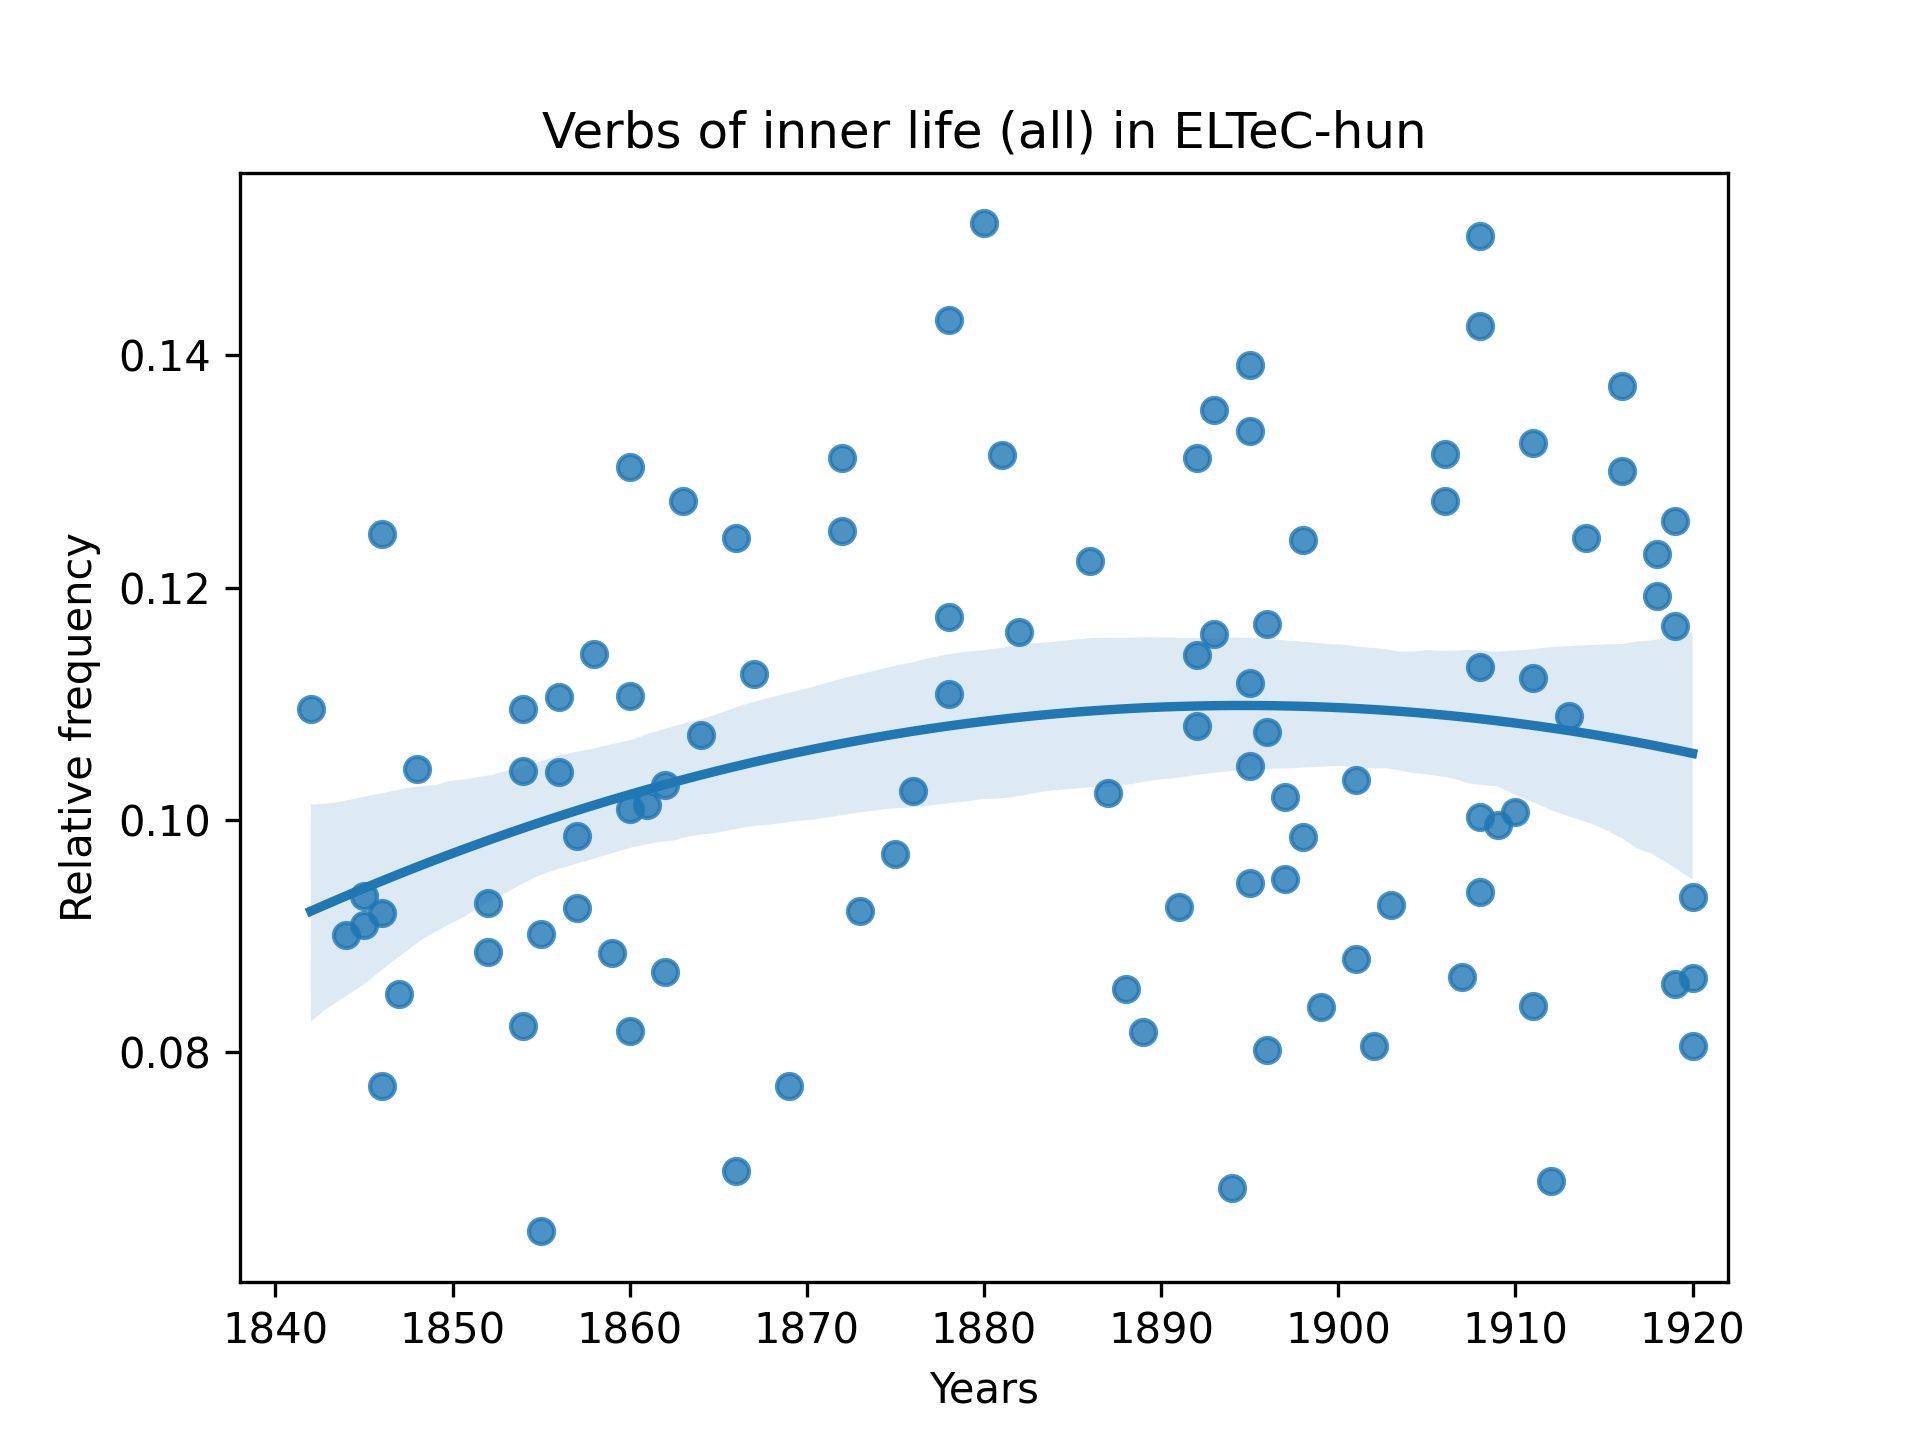 Verbs of inner life (all) in ELTeC-hun
Relative frequency
0.14
0.12
0.10
0.08
1840 1850 1860 1870 1880 1890 1900 1910 1920
Years